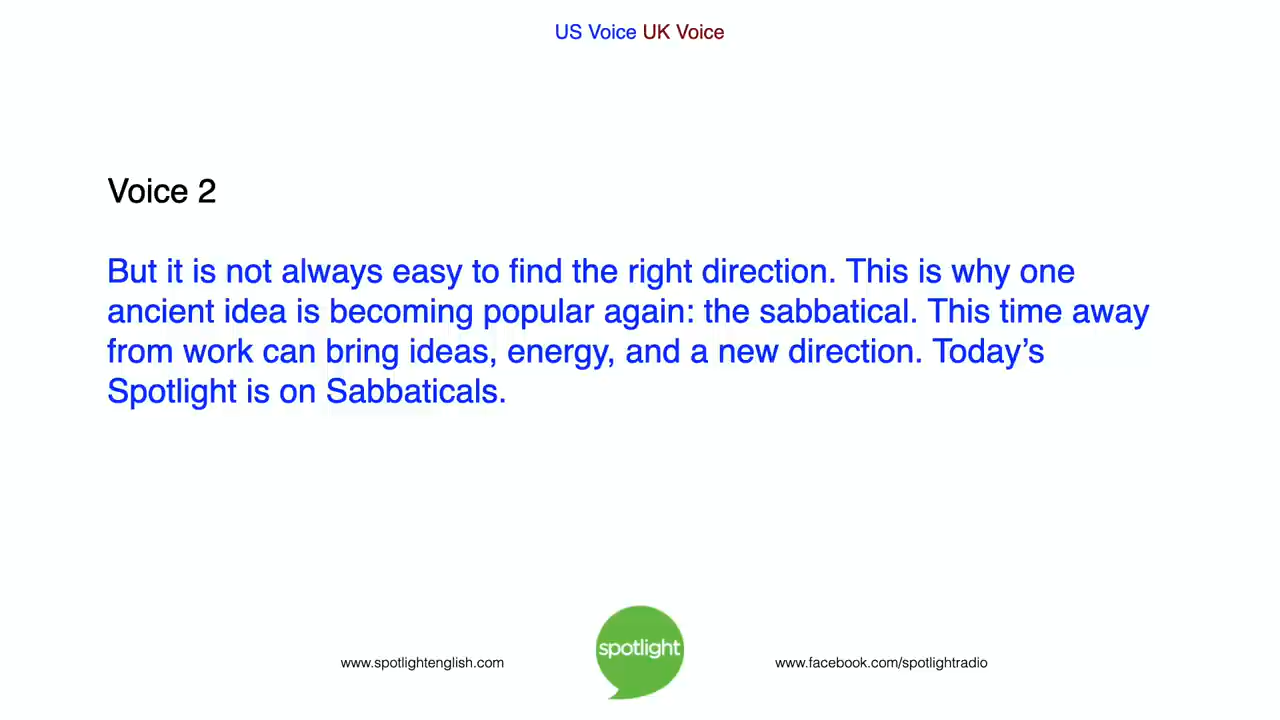 US Voice UK Voice
Voice 2
But it is not always easy to find the right direction. This is why one
ancient idea is becoming popular again: the sabbatical. This time away
from work can bring ideas, energy, and a new direction. Today’s
Spotlight is on Sabbaticals.
www.spotlightenglish.com
spotlight
www.facebook.com/spotlightradio